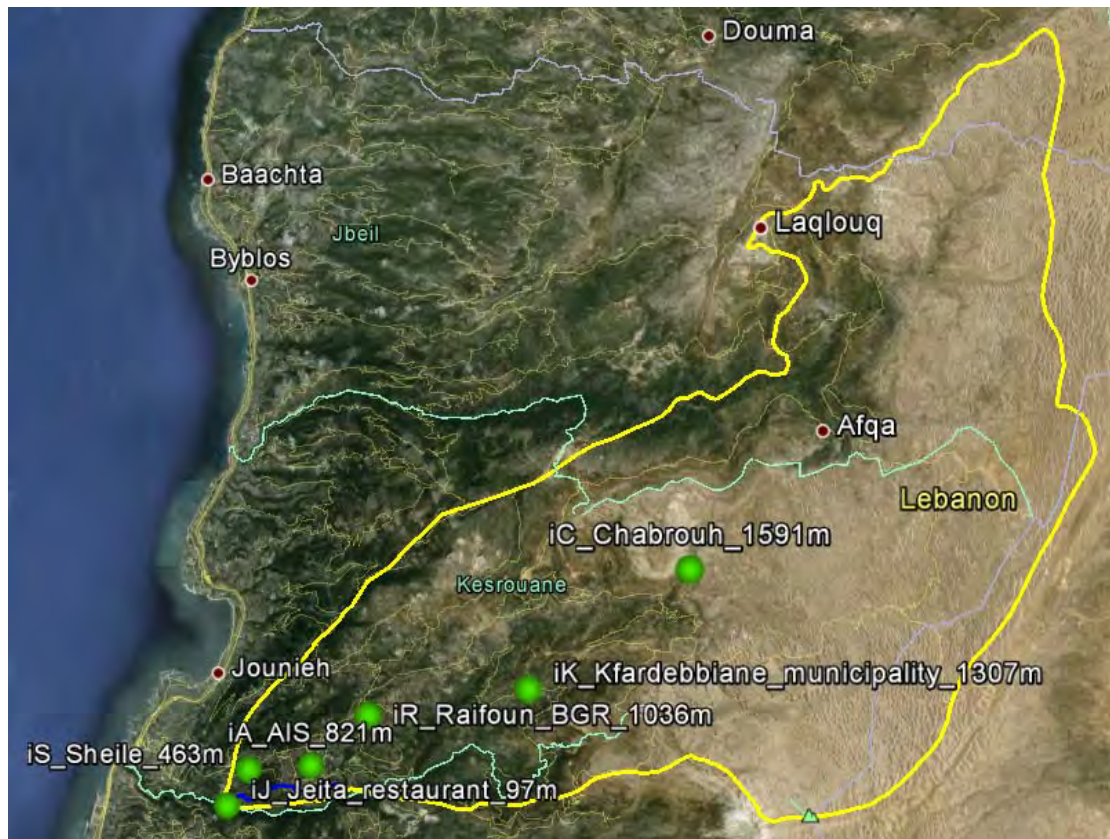 Douma
Baachta
Laqlouq
Jbeil
Byblos
Afqa
Lebanon
iC_Chabrouh_1591m
Kesrouane
Jounieh
iK_Kfardebbiane_municipality_1307m
iR_Raifoun_BGR_1036m
iA_AIS_821m
iS_Sheile_463m
iJ_Jeita_restaurant_97m